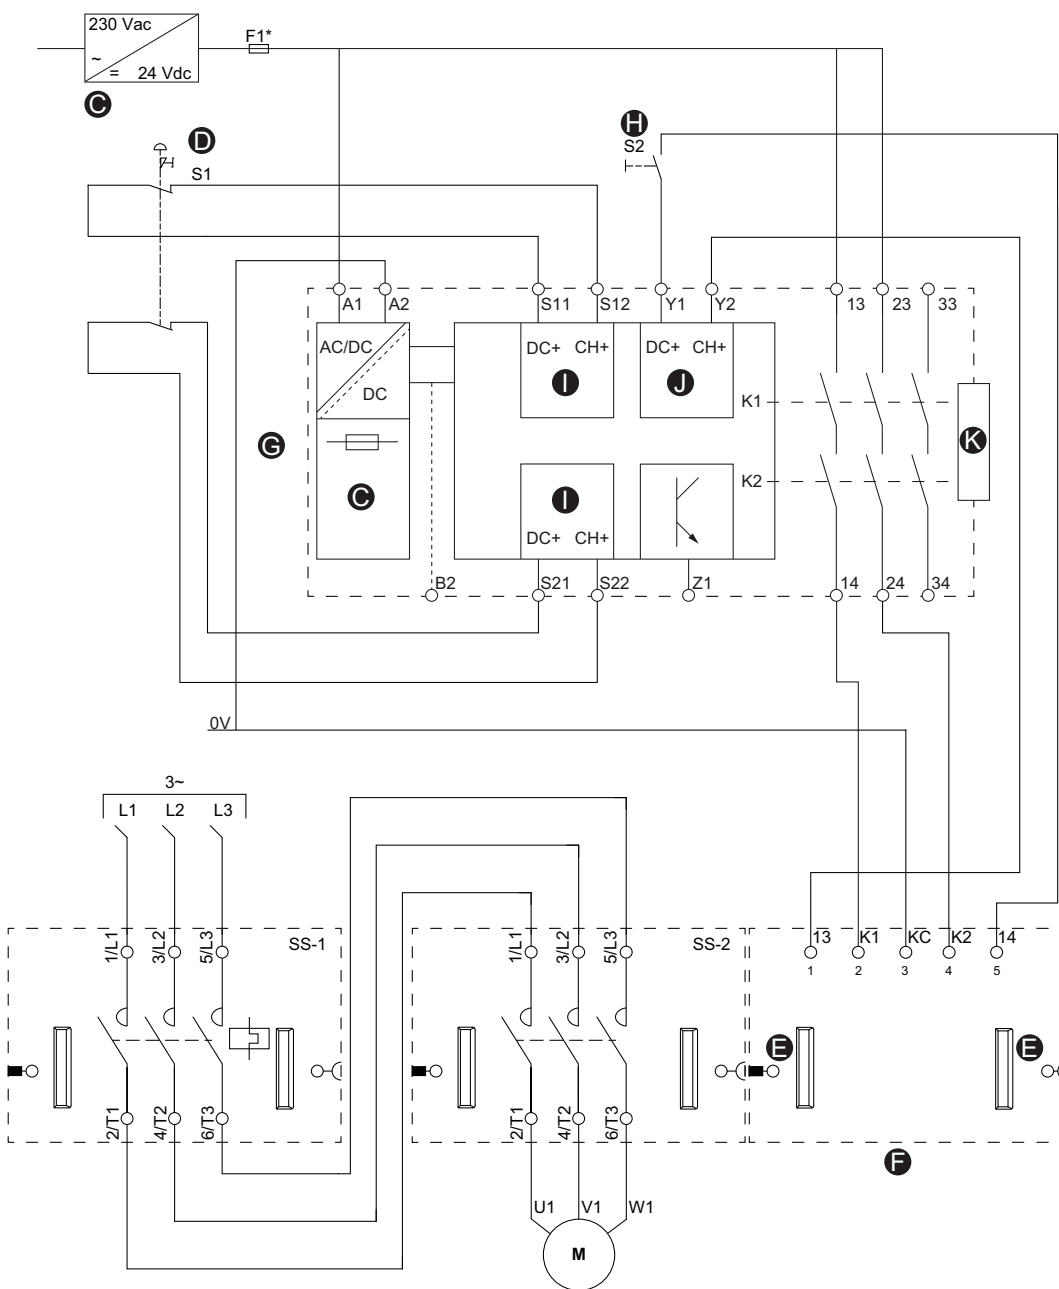 230 Vac
~
= 24 Vdc
F1*
C
D
S1
H
S2
A1 A2 S11 S12 Y1 Y2 13 23 33
AC/DC
DC
DC+ CH+
DC+ CH+
I
J
K1
G
K
C
I
K2
DC+ CH+
B2 S21 S22 Z1 14 24 34
0V
3~
L1 L2 L3
1/L1 3/L2 5/L3 SS-1
1/L1 3/L2 5/L3 SS-2
13 K1 KC K2 14
1 2 3 4 5
E
E
2/T1 4/T2 6/T3
2/T1 4/T2 6/T3
F
U1 V1 W1
M